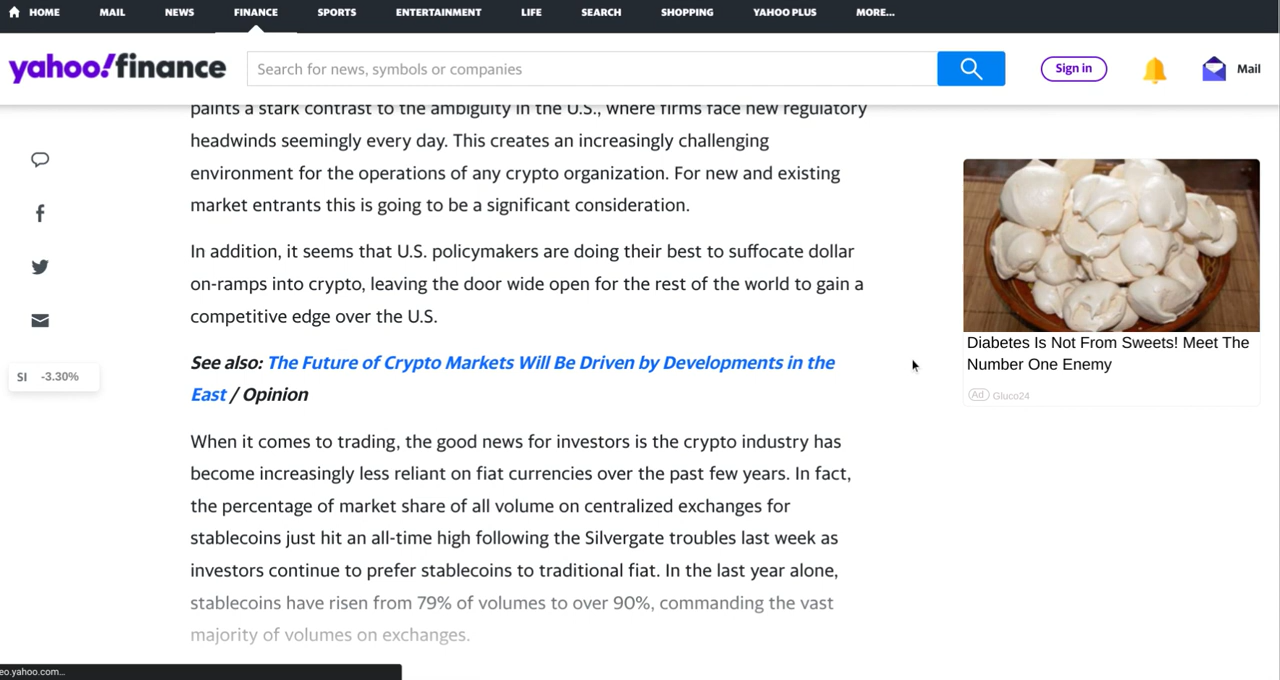 HOME MAIL NEWS FINANCE SPORTS ENTERTAINMENT LIFE SEARCH SHOPPING YAHOO PLUS MORE...
yahoo!finance
Search for news, symbols or companies
Sign in
Mail
paints a stark contrast to the ambiguity in the U.S., where firms face new regulatory
headwinds seemingly every day. This creates an increasingly challenging
environment for the operations of any crypto organization. For new and existing
market entrants this is going to be a significant consideration.
In addition, it seems that U.S. policymakers are doing their best to suffocate dollar
on-ramps into crypto, leaving the door wide open for the rest of the world to gain a
competitive edge over the U.S.
See also: The Future of Crypto Markets Will Be Driven by Developments in the
East / Opinion
When it comes to trading, the good news for investors is the crypto industry has
become increasingly less reliant on fiat currencies over the past few years. In fact,
the percentage of market share of all volume on centralized exchanges for
stablecoins just hit an all-time high following the Silvergate troubles last week as
investors continue to prefer stablecoins to traditional fiat. In the last year alone,
stablecoins have risen from 79% of volumes to over 90%, commanding the vast
majority of volumes on exchanges.
SI -3.30%
Diabetes Is Not From Sweets! Meet The
Number One Enemy
Ad Gluco24
eo.yahoo.com...